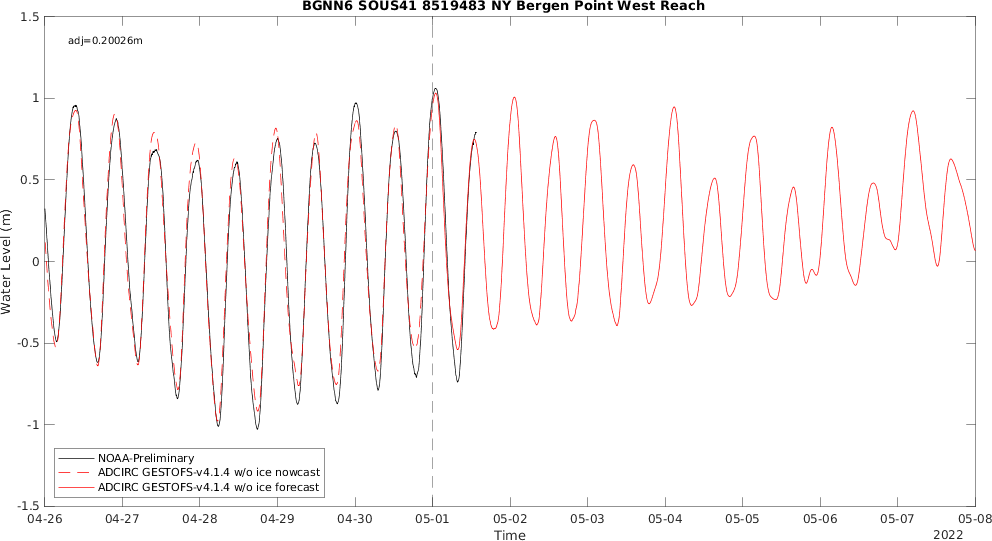 BGNN6 SOUS41 8519483 NY Bergen Point West Reach
1.5
adj=0.20026m
1
0.5
0
-0.5
-1
-1.5
Water Level (m)
NOAA-Preliminary
ADCIRC GESTOFS-v4.1.4 w/o ice nowcast
ADCIRC GESTOFS-v4.1.4 w/o ice forecast
04-26 04-27 04-28 04-29 04-30 05-01 05-02 05-03 05-04 05-05 05-06 05-07 05-08
Time
2022